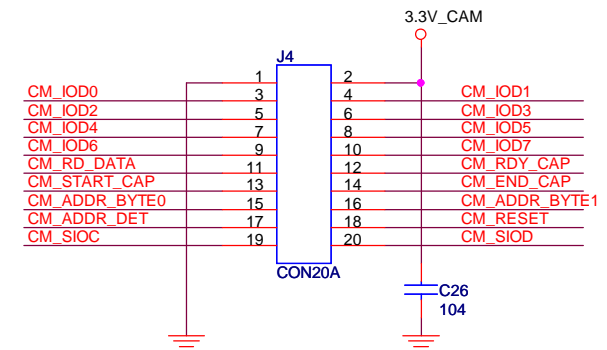 3.3V_CAM
J4
1 2
CM_IOD0 3 4 CM_IOD1
CM_IOD2 5 6 CM_IOD3
CM_IOD4 7 8 CM_IOD5
CM_IOD6 9 10 CM_IOD7
CM_RD_DATA 11 12 CM_RDY_CAP
CM_START_CAP 13 14 CM_END_CAP
CM_ADDR_BYTE0 15 16 CM_ADDR_BYTE1
CM_ADDR_DET 17 18 CM_RESET
CM_SIOC 19 20 CM_SIOD
CON20A
C26
104